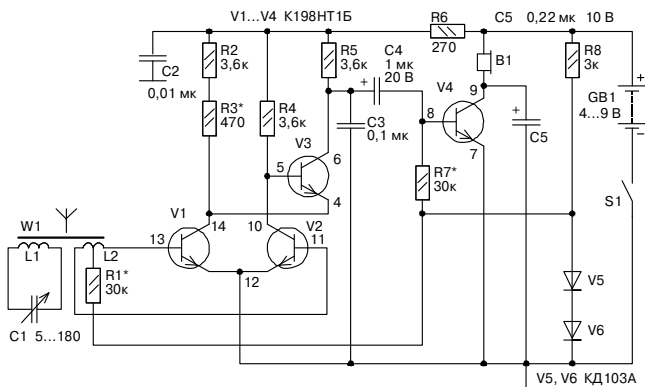 V1...V4 К198НТ1Б
R6
270
C5 0,22 мк 10 В
C2
0,01 мк
R2
3,6к
R5
3,6к
C4
1 мк
20 В
+
B1
R8
3к
+
GB1
4...9 В
−
R3*
470
R4
3,6к
V3
5
6
4
C3
0,1 мк
V4
8
9
7
+
C5
R7*
30к
S1
W1
L1
L2
V1
13
14
10
V2
11
12
R1*
30к
C1 5...180
V5
V6
V5, V6 КД103А